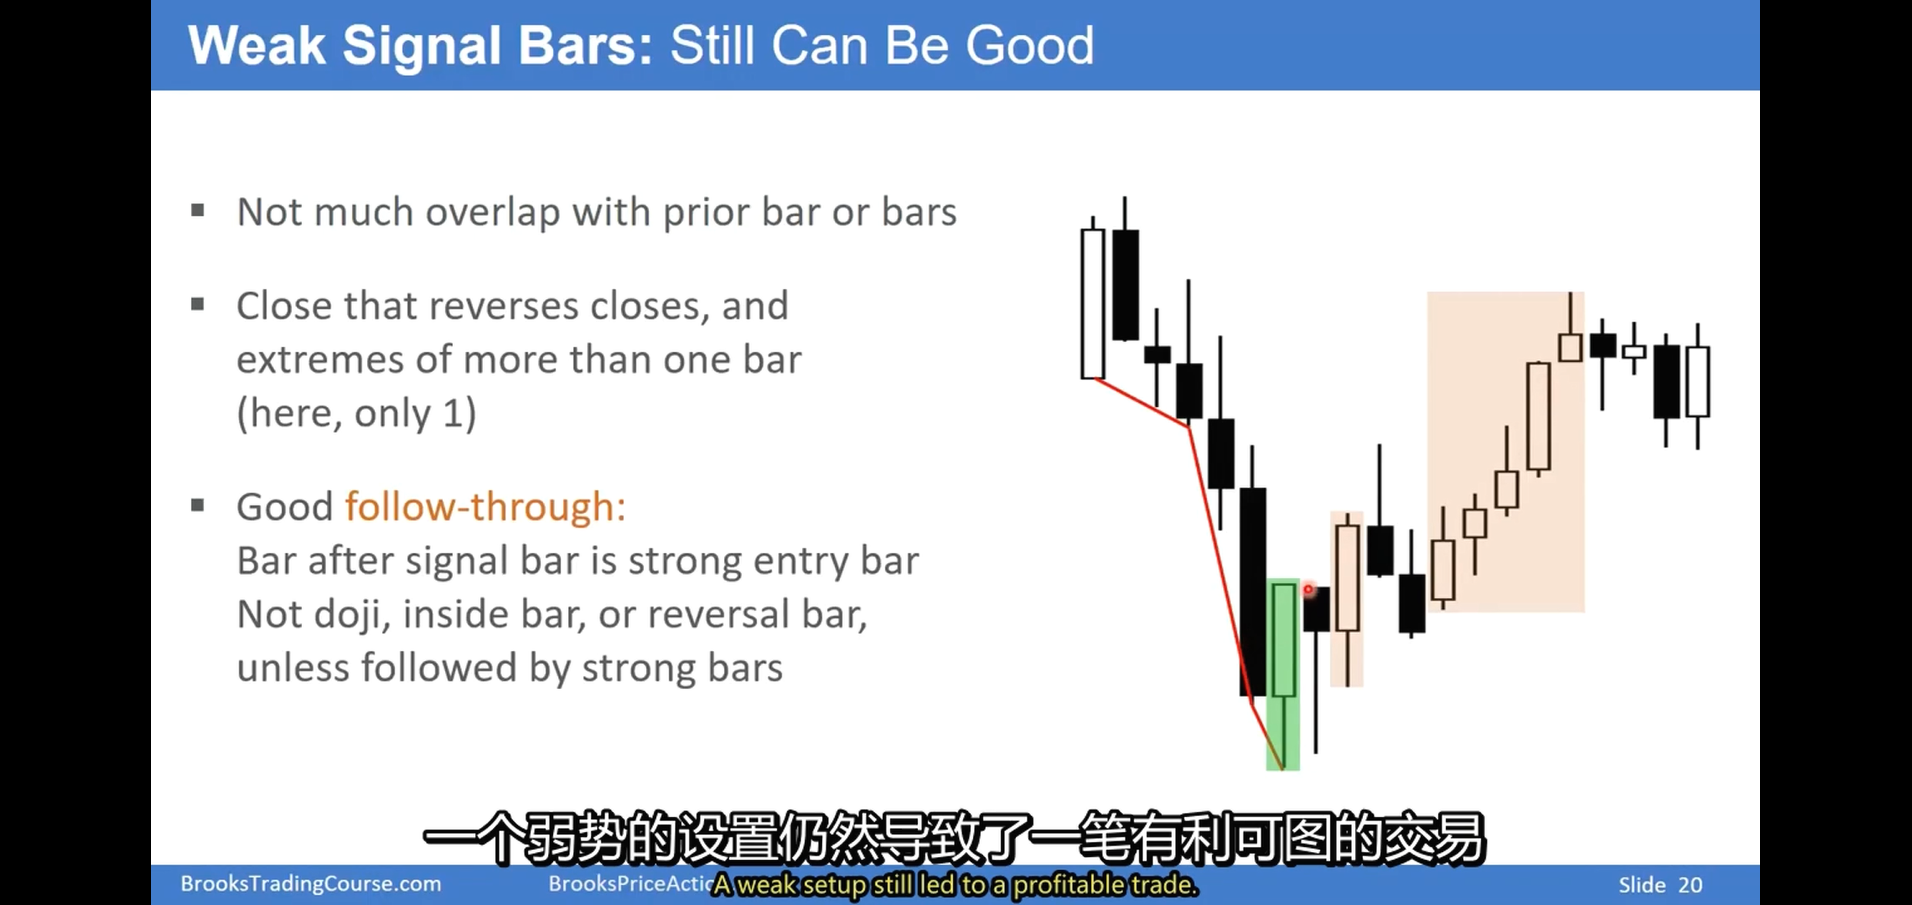 Weak Signal Bars: Still Can Be Good
▪ Not much overlap with prior bar or bars
▪ Close that reverses closes, and
extremes of more than one bar
(here, only 1)
▪ Good follow-through:
Bar after signal bar is strong entry bar
Not doji, inside bar, or reversal bar,
unless followed by strong bars
一个弱势的设置仍然导致了一笔有利可图的交易
BrooksTradingCourse.com
BrooksPriceActio
A weak setup still led to a profitable trade.
Slide 20